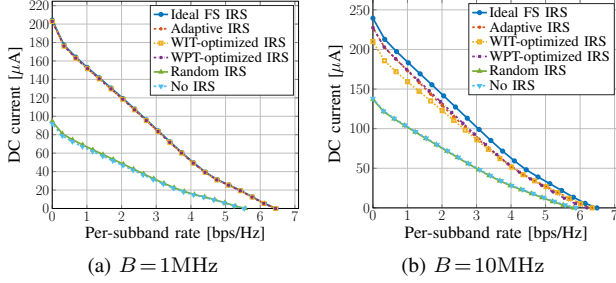 DC current [μA]
220
200
180
160
140
120
100
80
60
40
20
0
0 1 2 3 4 5 6 7
Per-subband rate [bps/Hz]
Ideal FS IRS
Adaptive IRS
WIT-optimized IRS
WPT-optimized IRS
Random IRS
No IRS
(a) B = 1MHz
DC current [μA]
250
200
150
100
50
0
0 1 2 3 4 5 6 7
Per-subband rate [bps/Hz]
Ideal FS IRS
Adaptive IRS
WIT-optimized IRS
WPT-optimized IRS
Random IRS
No IRS
(b) B = 10MHz